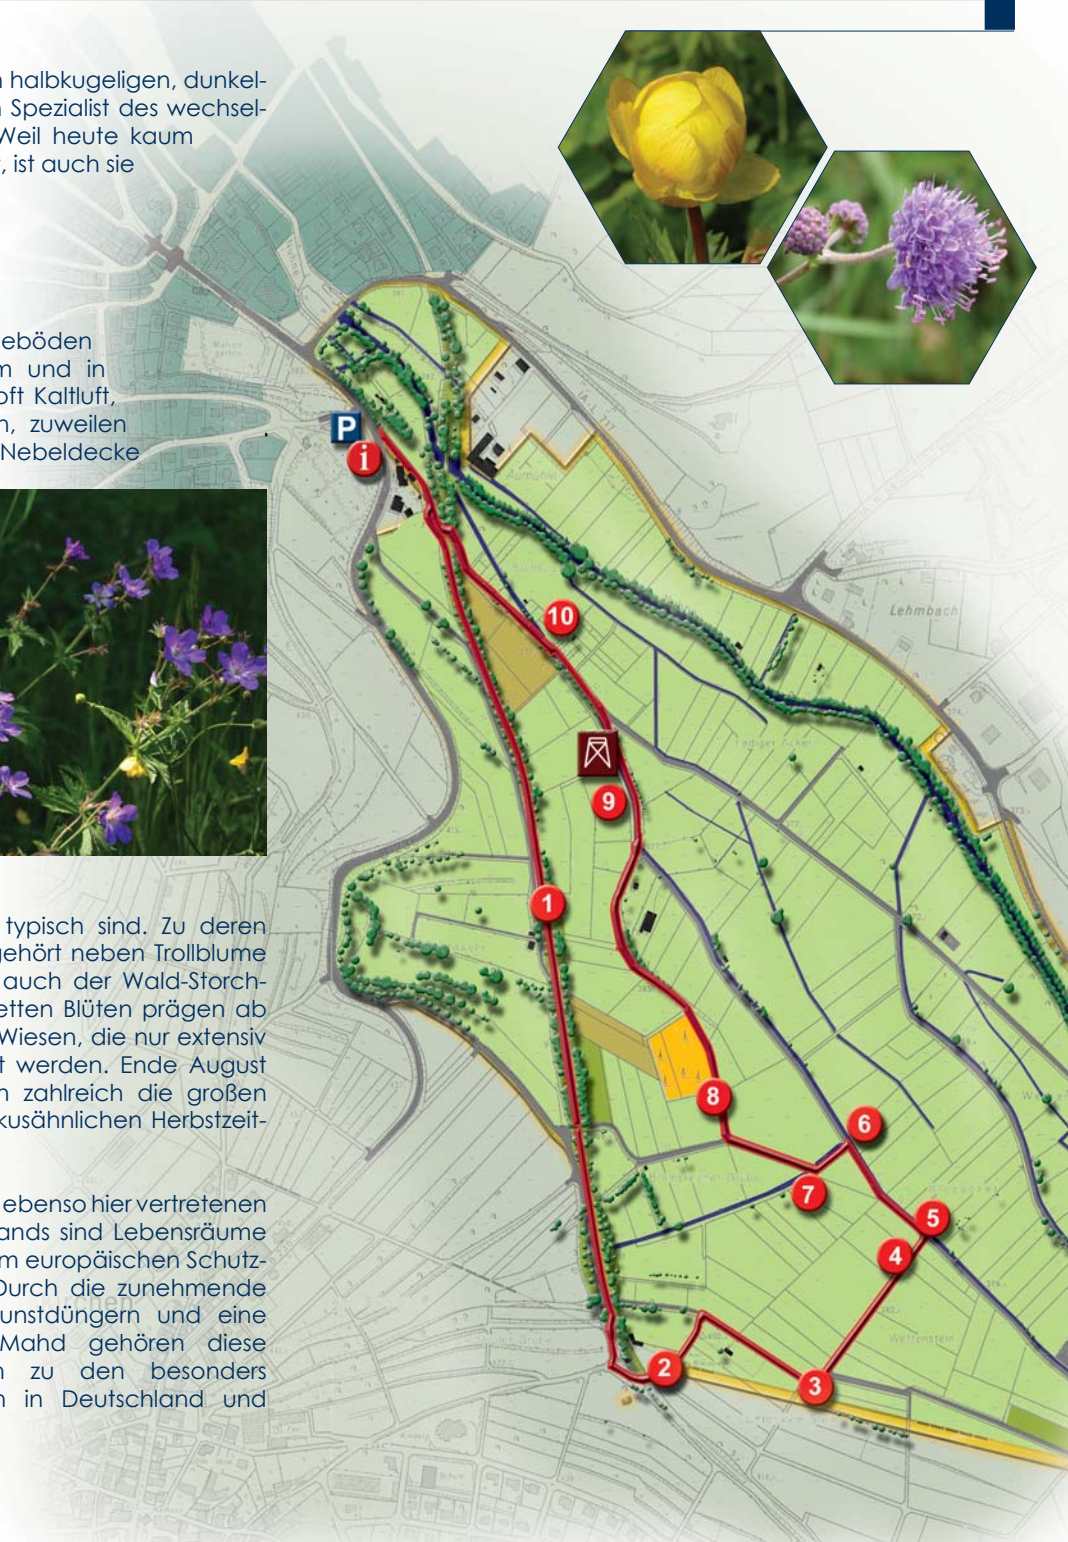 n halbkugeligen, dunkel-
n Spezialist des wechsel-
Weil heute kaum
, ist auch sie
eböden
m und in
oft Kaltluft,
n, zuweilen
Nebeldecke
typisch sind. Zu deren
gehört neben Trollblume
auch der Wald-Storch-
etten Blüten prägen ab
Wiesen, die nur extensiv
t werden. Ende August
n zahlreich die großen
kusähnlichen Herbstzeit-
ebenso hier vertretenen
ands sind Lebensräume
m europäischen Schutz-
Durch die zunehmende
unstdüngern und eine
Mahd gehören diese
n zu den besonders
n in Deutschland und
P
i
Aumühle
Lehmbach
10
Lediger Acker
9
1
8
6
7
5
4
Wettenstein
2
3